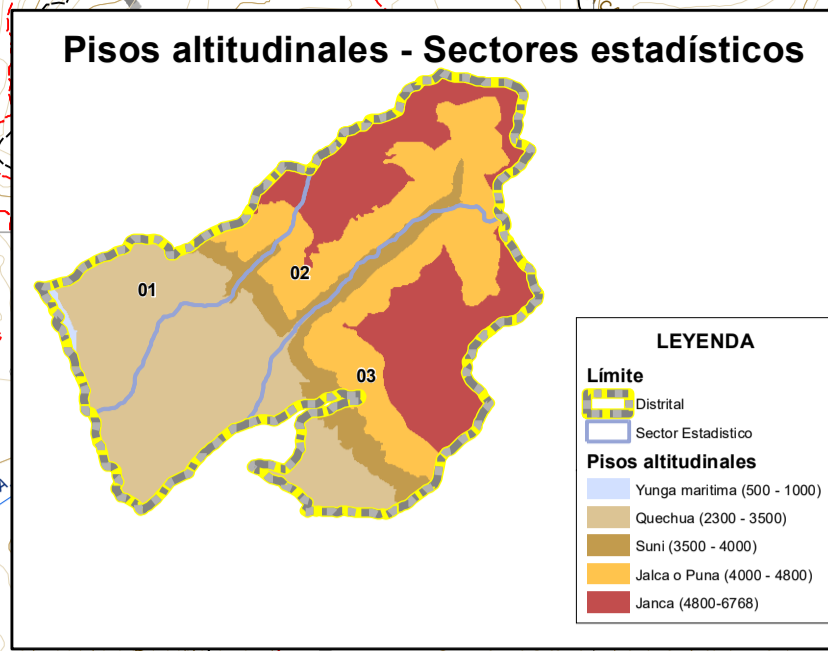 Pisos altitudinales - Sectores estadísticos
01
02
03
LEYENDA
Límite
Distrital
Sector Estadistico
Pisos altitudinales
Yunga maritima (500 - 1000)
Quechua (2300 - 3500)
Suni (3500 - 4000)
Jalca o Puna (4000 - 4800)
Janca (4800-6768)